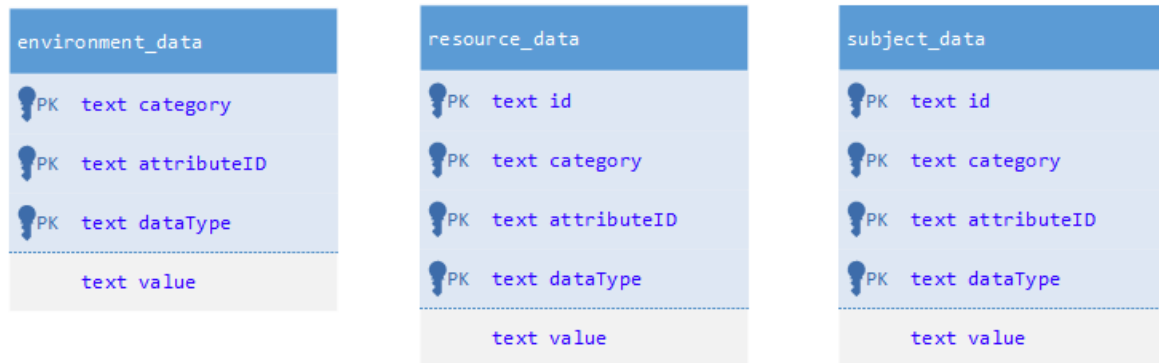 environment_data
PK text category
PK text attributeID
PK text dataType
text value
resource_data
PK text id
PK text category
PK text attributeID
PK text dataType
text value
subject_data
PK text id
PK text category
PK text attributeID
PK text dataType
text value